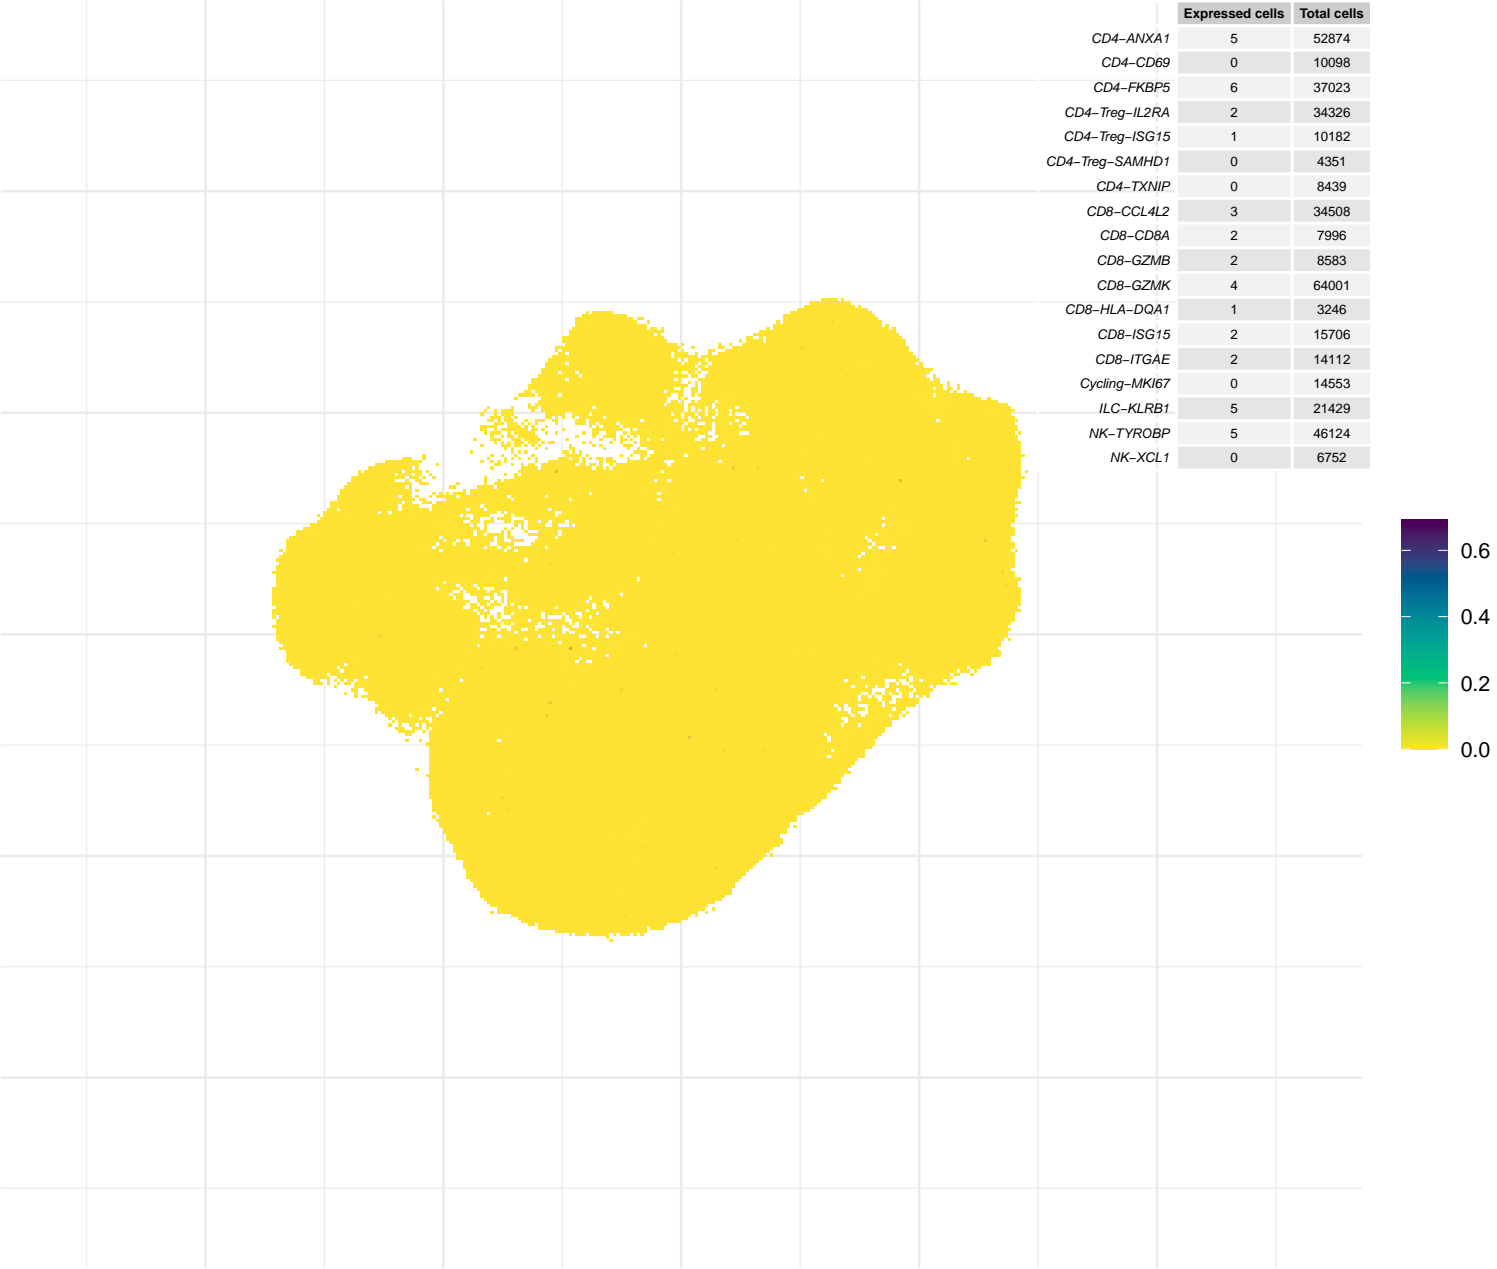 Expressed cells Total cells
CD4−ANXA1 5 52874
CD4−CD69 0 10098
CD4−FKBP5 6 37023
CD4−Treg−IL2RA 2 34326
CD4−Treg−ISG15 1 10182
CD4−Treg−SAMHD1 0 4351
CD4−TXNIP 0 8439
CD8−CCL4L2 3 34508
CD8−CD8A 2 7996
CD8−GZMB 2 8583
CD8−GZMK 4 64001
CD8−HLA−DQA1 1 3246
CD8−ISG15 2 15706
CD8−ITGAE 2 14112
Cycling−MKI67 0 14553
ILC−KLRB1 5 21429
NK−TYROBP 5 46124
NK−XCL1 0 6752
0.6
0.4
0.2
0.0